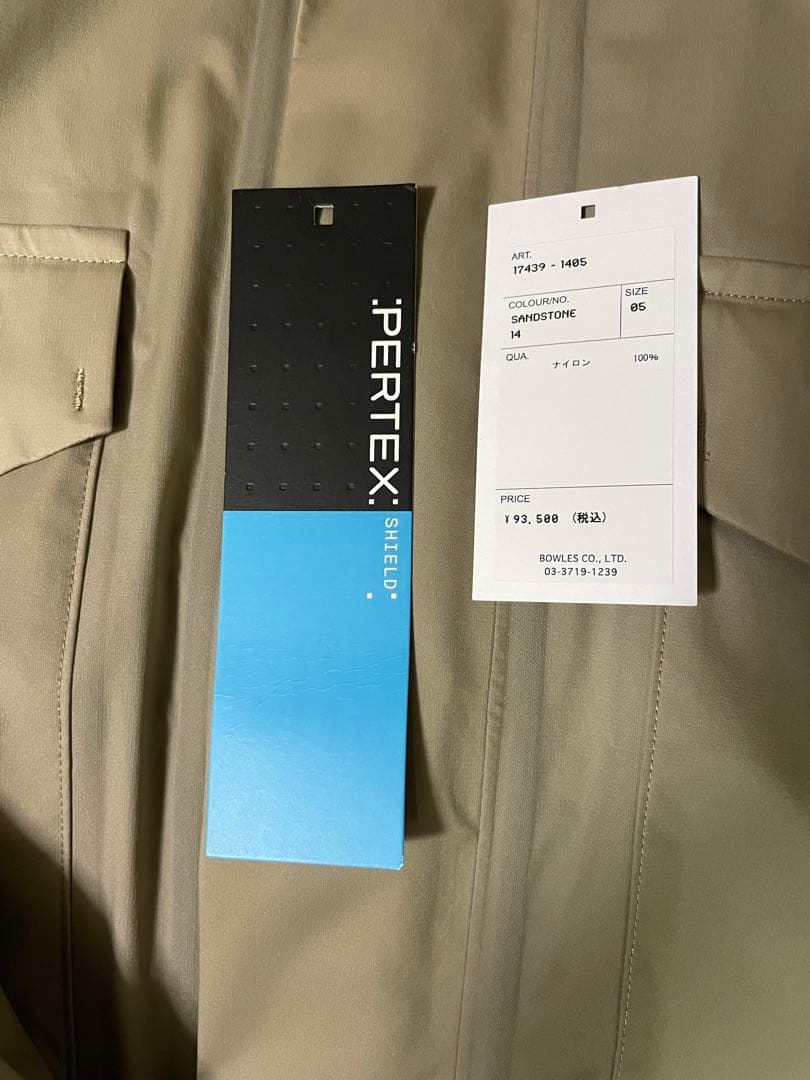 :PERTEX:
SHIELD
ART.
17439 - 1405
COLOUR/NO.
SANDSTONE
14
SIZE
05
QUA.
ナイロン 100%
PRICE
¥93,500 (税込)
BOWLES CO., LTD.
03-3719-1239